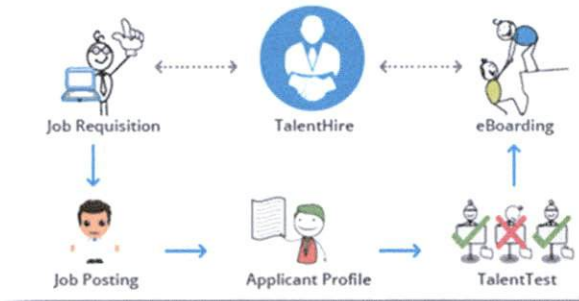 Job Requisition
TalentHire
eBoarding
Job Posting
Applicant Profile
TalentTest